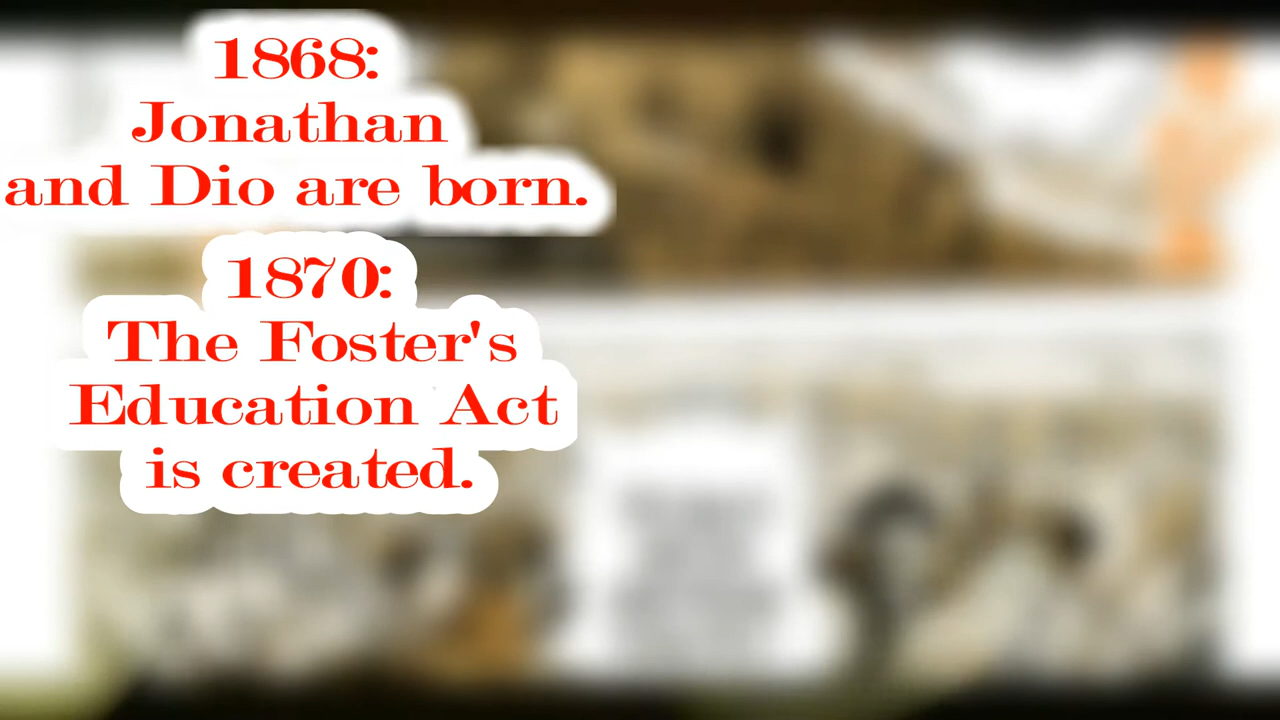 1868:
Jonathan
and Dio are born.
1870:
The Foster's
Education Act
is created.